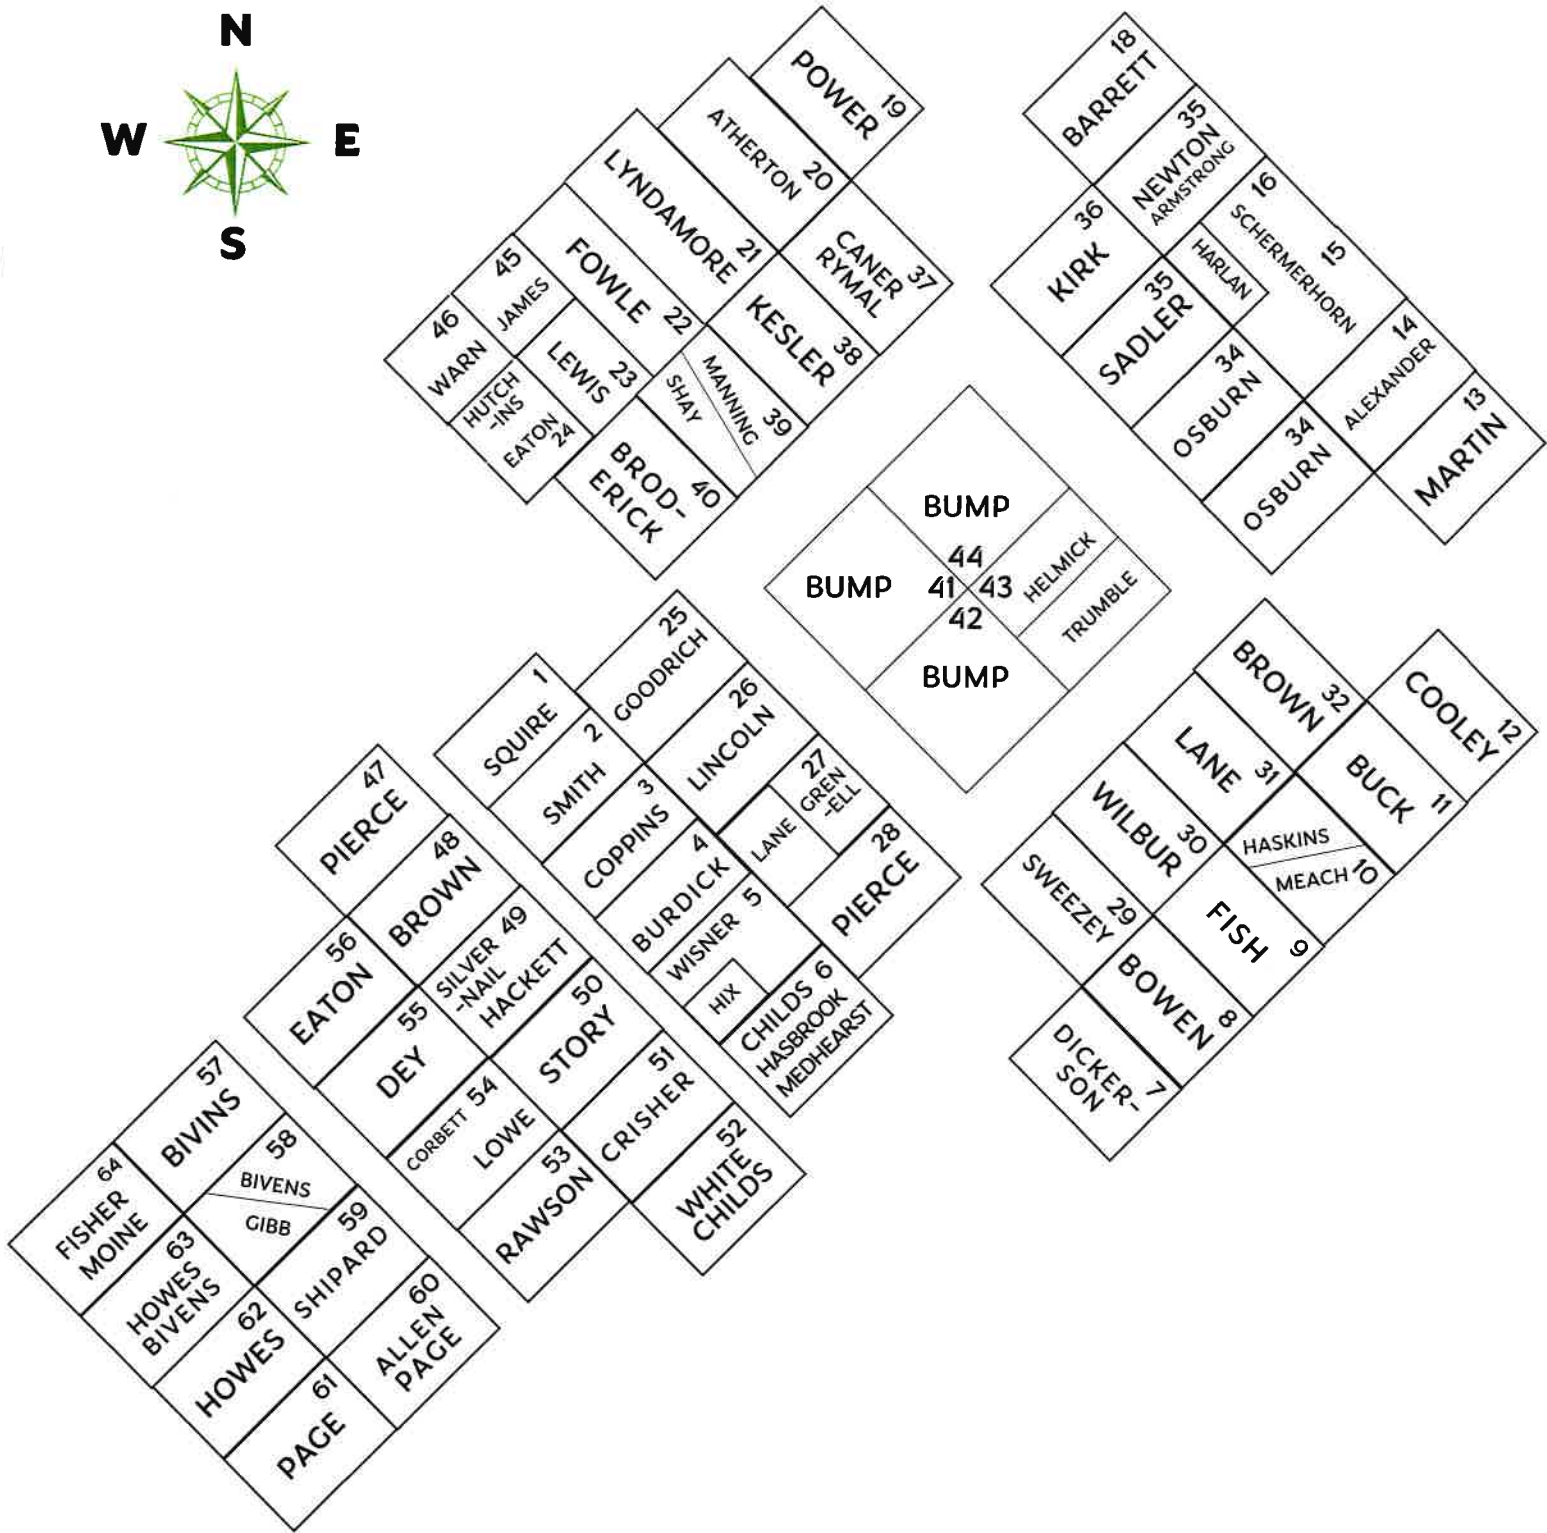 N
W
E
S
POWER
19
ATHERTON
20
LYNDAMORE
21
FOWLE
22
CANER
RYMAL
37
KESLER
38
45
JAMES
46
WARN
LEWIS
23
HUTCH
-INS
EATON
24
SHAY
MANNING
39
BROD-
ERICK
40
18
BARRETT
35
NEWTON
ARMSTRONG
16
SCHERMERHORN
15
HARLAN
36
KIRK
35
SADLER
34
OSBURN
34
OSBURN
14
ALEXANDER
13
MARTIN
BUMP
44
BUMP
41
43
HELMICK
TRUMBLE
42
BUMP
25
GOODRICH
26
LINCOLN
27
GREN
-ELL
LANE
28
PIERCE
1
SQUIRE
2
SMITH
3
COPPINS
4
BURDICK
5
WISNER
HIX
CHILDS 6
HASBROOK
MEDHEARST
BROWN
32
LANE
31
WILBUR
30
SWEEZEY
29
COOLEY
12
BUCK
11
HASKINS
MEACH 10
FISH
9
BOWEN
8
DICKER-
SON
7
47
PIERCE
48
BROWN
SILVER 49
-NAIL
HACKETT
50
STORY
51
CRISHER
52
WHITE
CHILDS
56
EATON
55
DEY
CORBETT 54
LOWE
53
RAWSON
57
BIVINS
58
BIVENS
GIBB
59
SHIPARD
60
ALLEN
PAGE
64
FISHER
MOINE
63
HOWES
BIVENS
62
HOWES
61
PAGE